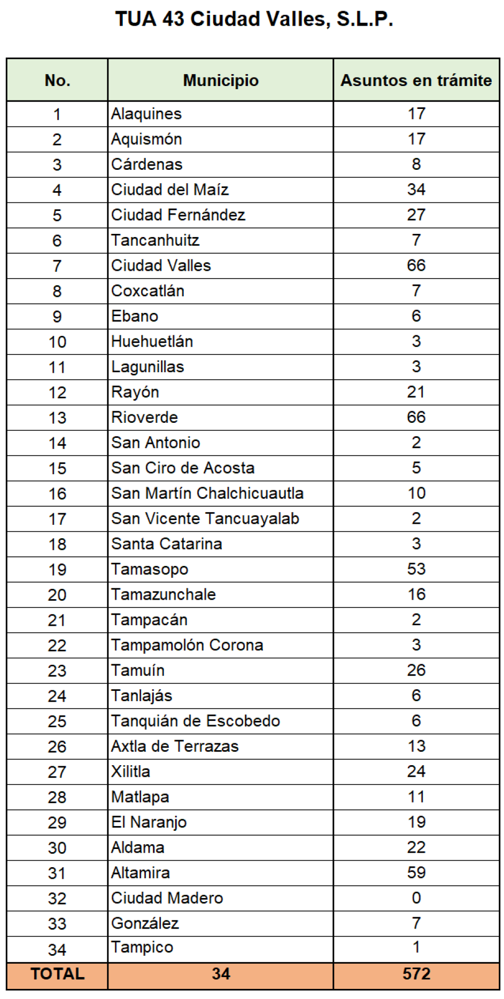 TUA 43 Ciudad Valles, S.L.P.
No. Municipio Asuntos en trámite
1 Alaquines 17
2 Aquismón 17
3 Cárdenas 8
4 Ciudad del Maíz 34
5 Ciudad Fernández 27
6 Tancanhuitz 7
7 Ciudad Valles 66
8 Coxcatlán 7
9 Ebano 6
10 Huehuetlán 3
11 Lagunillas 3
12 Rayón 21
13 Rioverde 66
14 San Antonio 2
15 San Ciro de Acosta 5
16 San Martín Chalchicuautla 10
17 San Vicente Tancuayalab 2
18 Santa Catarina 3
19 Tamasopo 53
20 Tamazunchale 16
21 Tampacán 2
22 Tampamolón Corona 3
23 Tamuín 26
24 Tanlajás 6
25 Tanquián de Escobedo 6
26 Axtla de Terrazas 13
27 Xilitla 24
28 Matlapa 11
29 El Naranjo 19
30 Aldama 22
31 Altamira 59
32 Ciudad Madero 0
33 González 7
34 Tampico 1
TOTAL 34 572